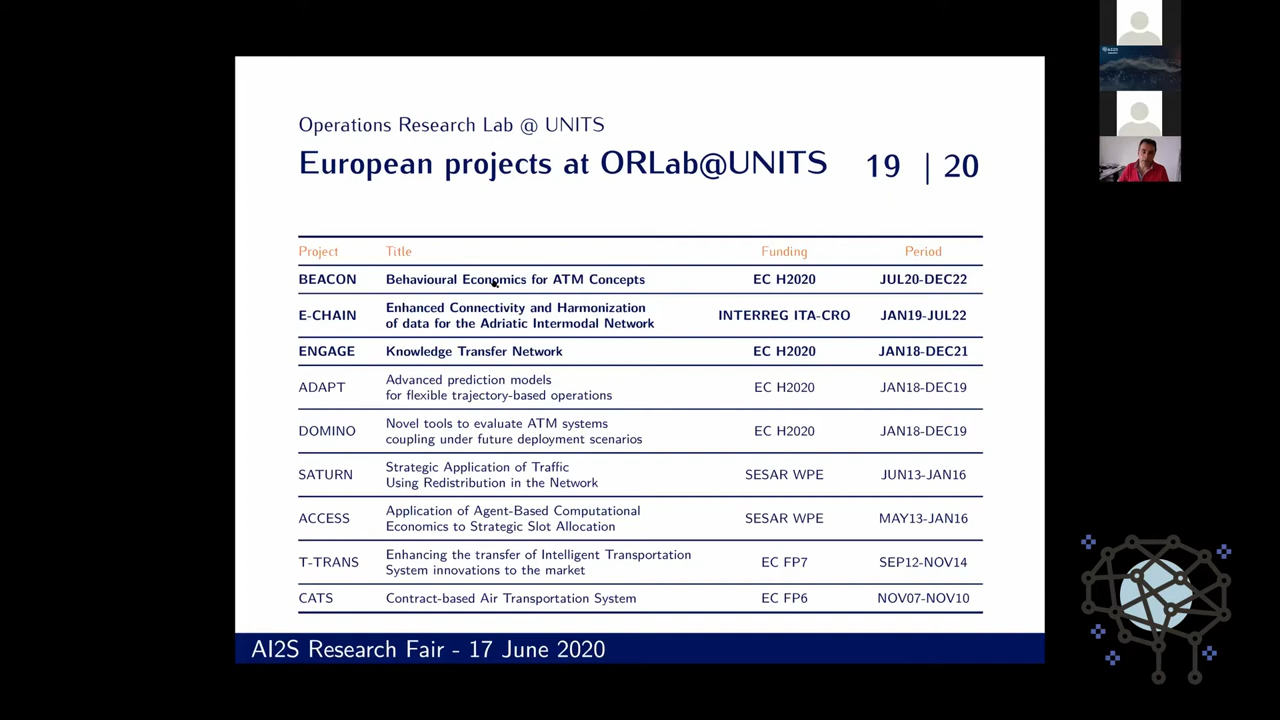 Operations Research Lab @ UNITS
European projects at ORLab@UNITS 19 | 20
Project Title Funding Period
BEACON Behavioural Economics for ATM Concepts EC H2020 JUL20-DEC22
E-CHAIN Enhanced Connectivity and Harmonization
of data for the Adriatic Intermodal Network INTERREG ITA-CRO JAN19-JUL22
ENGAGE Knowledge Transfer Network EC H2020 JAN18-DEC21
ADAPT Advanced prediction models
for flexible trajectory-based operations EC H2020 JAN18-DEC19
DOMINO Novel tools to evaluate ATM systems
coupling under future deployment scenarios EC H2020 JAN18-DEC19
SATURN Strategic Application of Traffic
Using Redistribution in the Network SESAR WPE JUN13-JAN16
ACCESS Application of Agent-Based Computational
Economics to Strategic Slot Allocation SESAR WPE MAY13-JAN16
T-TRANS Enhancing the transfer of Intelligent Transportation
System innovations to the market EC FP7 SEP12-NOV14
CATS Contract-based Air Transportation System EC FP6 NOV07-NOV10
AI2S Research Fair - 17 June 2020
AI2S